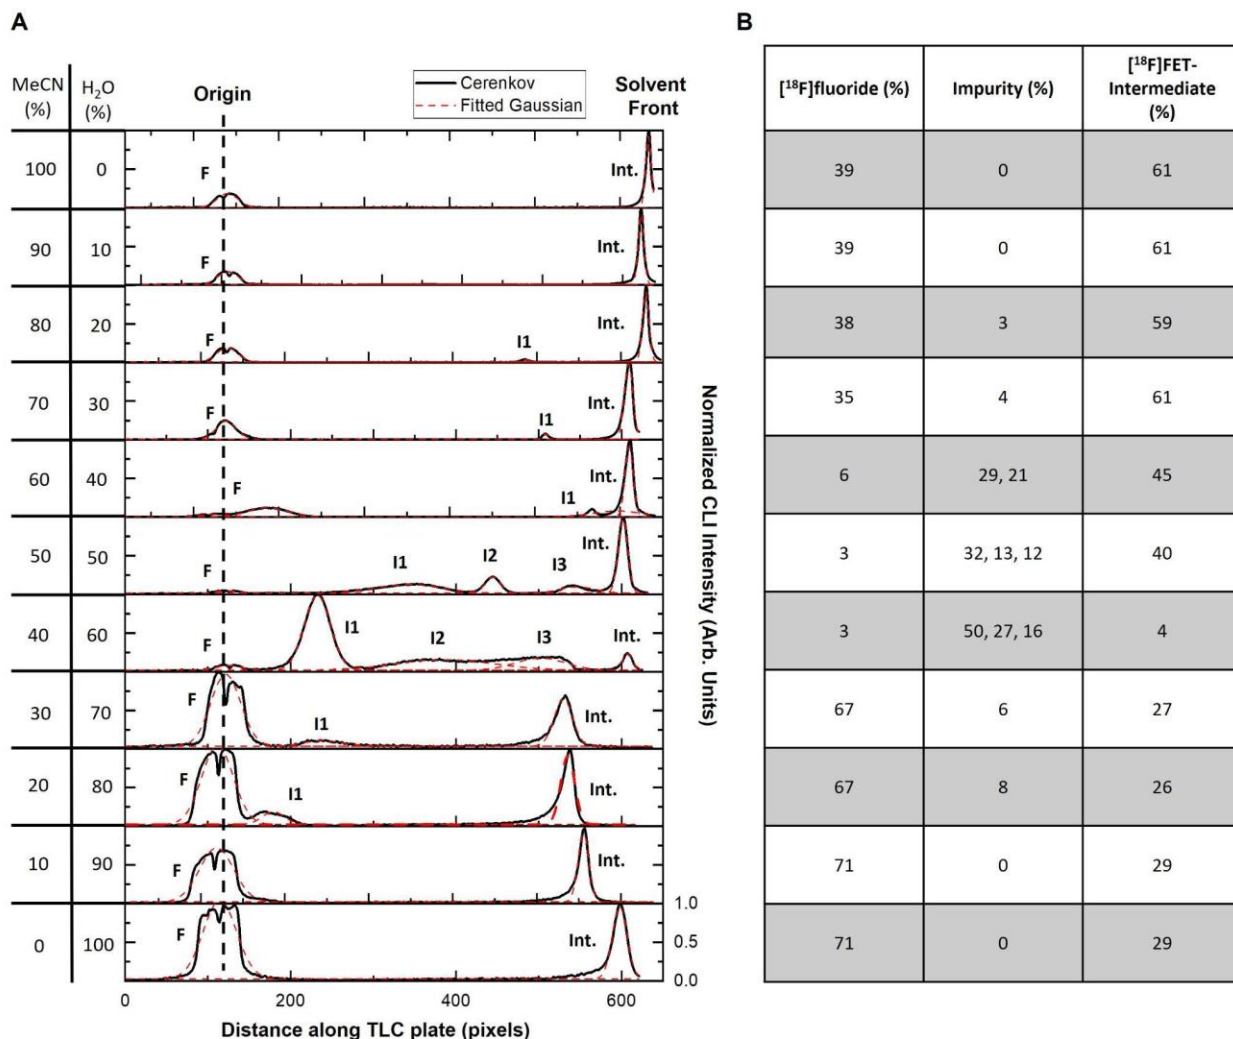 A
B
MeCN
(%)
H₂O
(%)
Origin
Cerenkov
Fitted Gaussian
Solvent
Front
[¹⁸F]fluoride (%)
Impurity (%)
[¹⁸F]FET-
Intermediate
(%)
100
0
F
Int.
39
0
61
90
10
F
Int.
39
0
61
80
20
F
I1
Int.
38
3
59
70
30
F
I1
Int.
35
4
61
60
40
F
I1
Int.
6
29, 21
45
50
50
F
I1
I2
I3
Int.
3
32, 13, 12
40
40
60
F
I1
I2
I3
Int.
3
50, 27, 16
4
30
70
F
I1
Int.
67
6
27
20
80
F
I1
Int.
67
8
26
10
90
F
Int.
71
0
29
0
100
F
Int.
71
0
29
1.0
0.5
0.0
Normalized CLI Intensity (Arb. Units)
0
200
400
600
Distance along TLC plate (pixels)